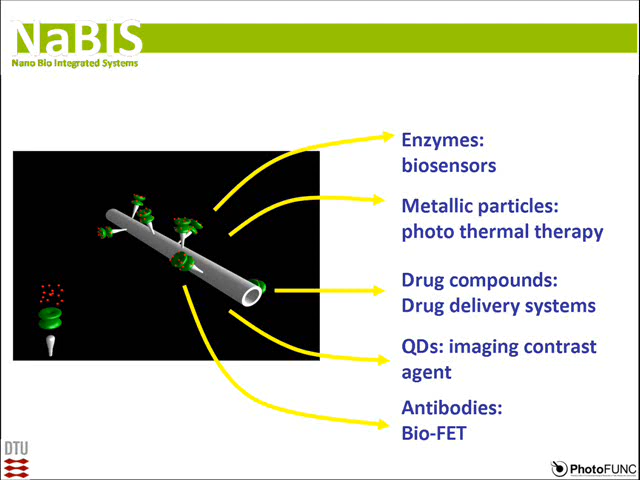 NaBIS
Nano Bio Integrated Systems
Enzymes:
biosensors
Metallic particles:
photo thermal therapy
Drug compounds:
Drug delivery systems
QDs: imaging contrast
agent
Antibodies:
Bio-FET
DTU
PhotoFUNC